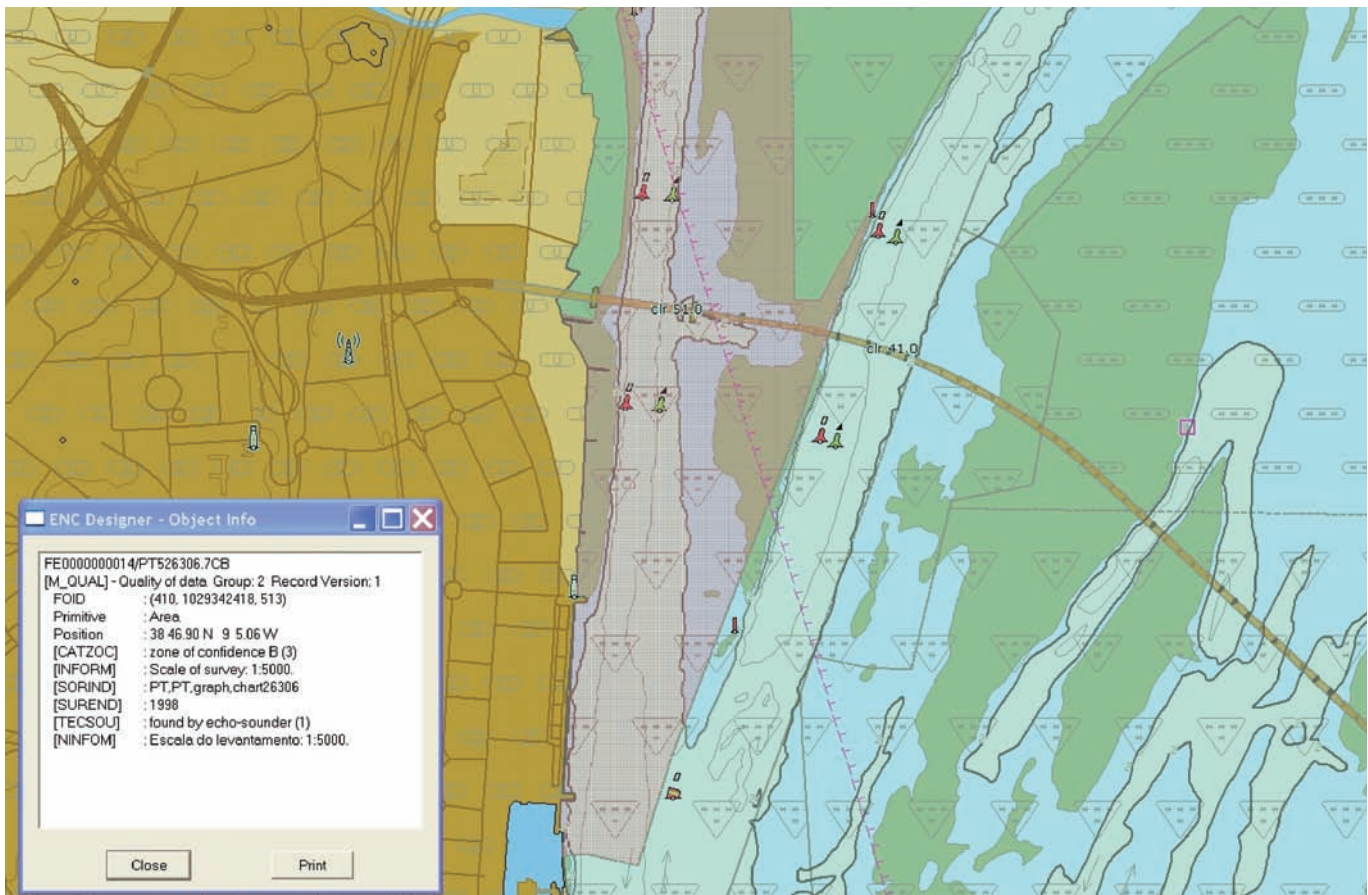 clr 51,0
clr 41,0
ENC Designer - Object Info
FE0000000014/PT526306.7CB
[M_QUAL] - Quality of data. Group: 2 Record Version: 1
FOID : (410, 1029342418, 513)
Primitive : Area
Position : 38 46.90 N 9 5.06 W
[CATZOC] : zone of confidence B (3)
[INFORM] : Scale of survey: 1:5000.
[SORIND] : PT,PT,graph,chart26306
[SUREND] : 1998
[TECSOU] : found by echo-sounder (1)
[NINFOM] : Escala do levantamento: 1:5000.
Close
Print